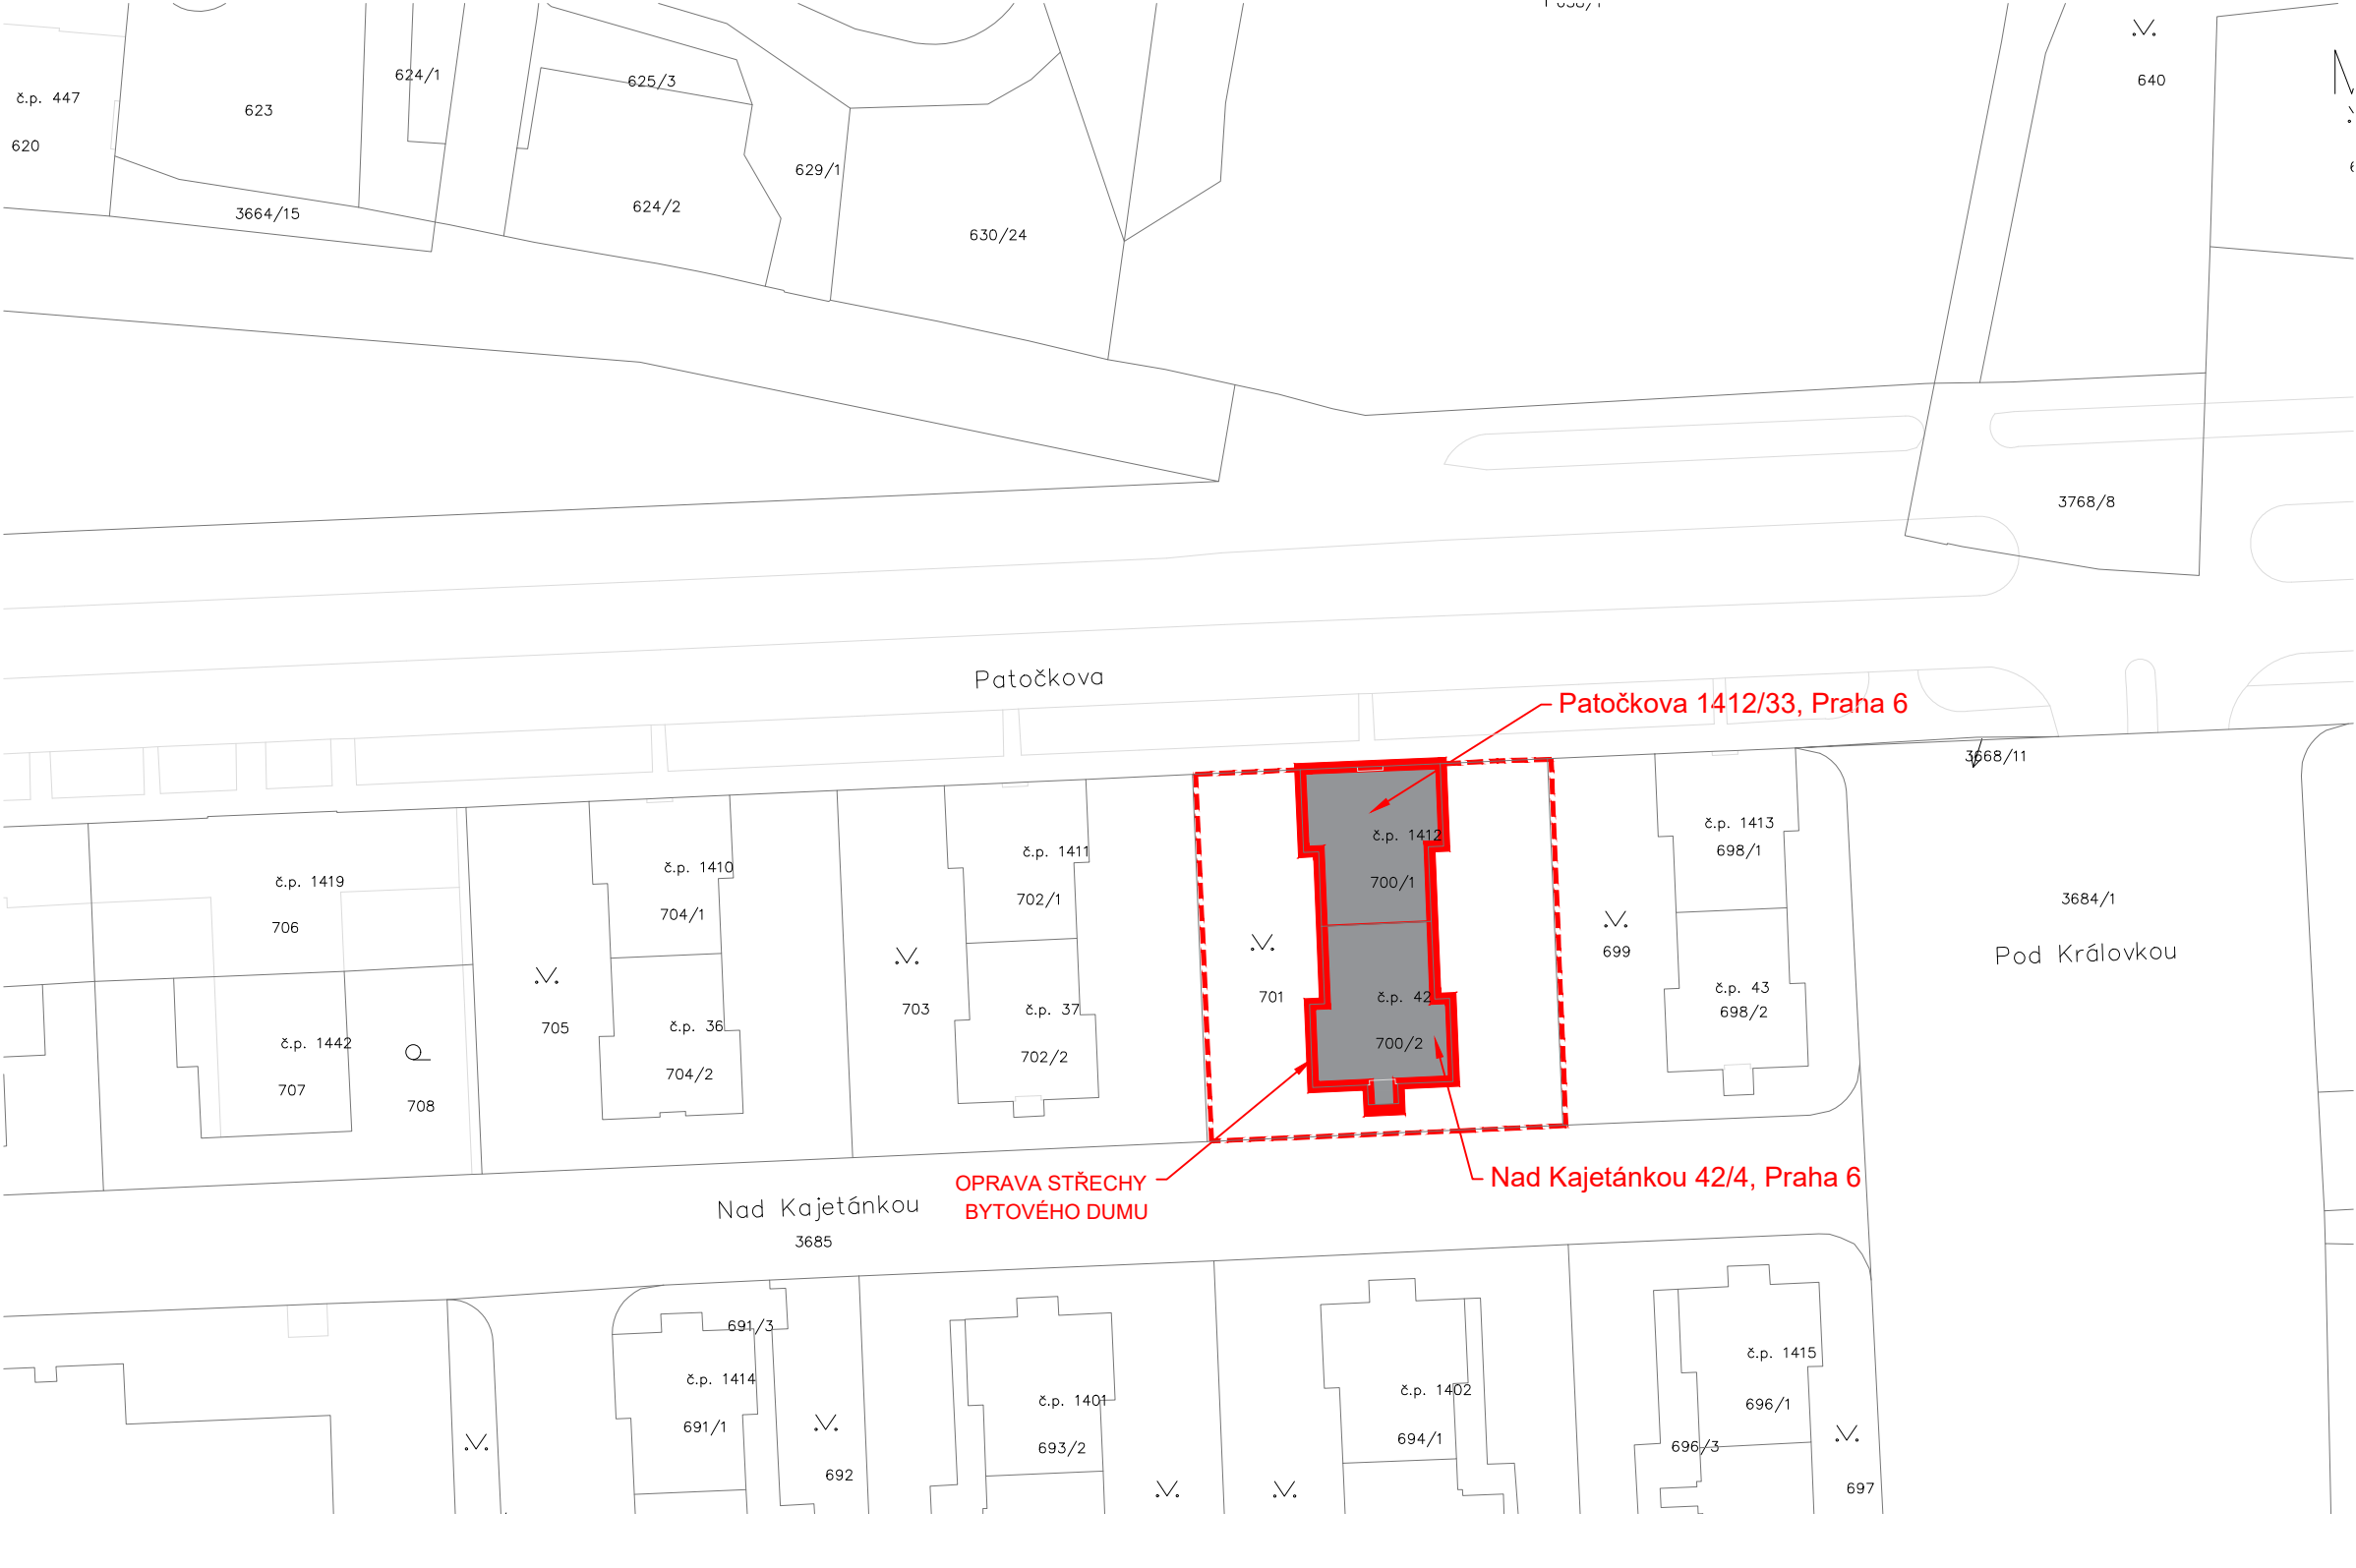 640
624/1
625/3
č.p. 447
623
620
629/1
624/2
3664/15
630/24
3768/8
Patočkova
Patočkova 1412/33, Praha 6
3668/11
č.p. 1413
698/1
č.p. 1412
č.p. 1411
č.p. 1410
č.p. 1419
700/1
702/1
704/1
706
3684/1
Pod Královkou
699
701
č.p. 42
č.p. 43
698/2
703
č.p. 37
705
č.p. 36
700/2
č.p. 1442
702/2
704/2
707
708
OPRAVA STŘECHY
BYTOVÉHO DUMU
Nad Kajetánkou 42/4, Praha 6
Nad Kajetánkou
3685
691/3
č.p. 1414
č.p. 1401
č.p. 1402
č.p. 1415
691/1
693/2
694/1
696/1
696/3
692
697